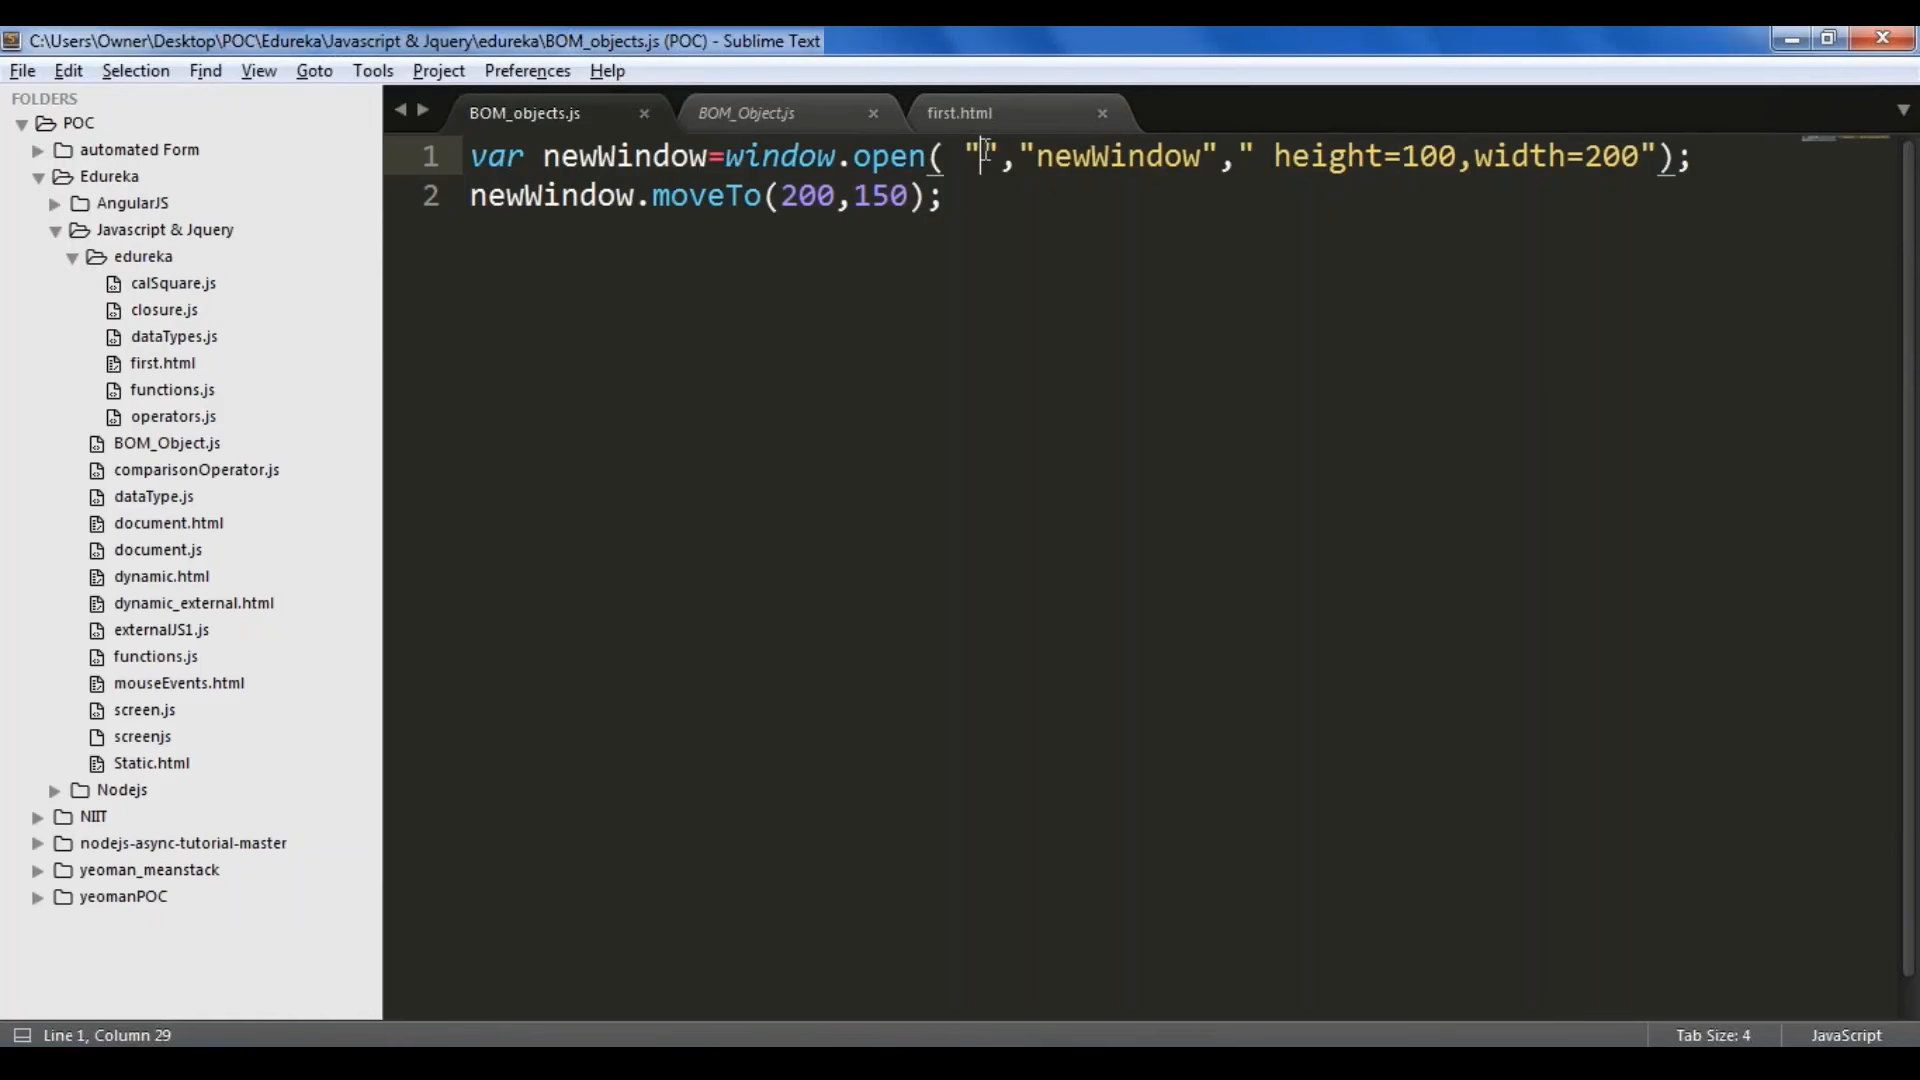 C:\Users\Owner\Desktop\POC\Edureka\Javascript & Jquery\edureka\BOM_objects.js (POC) - Sublime Text
File Edit Selection Find View Goto Tools Project Preferences Help
FOLDERS
POC
automated Form
Edureka
AngularJS
Javascript & Jquery
edureka
calSquare.js
closure.js
dataTypes.js
first.html
functions.js
operators.js
BOM_Object.js
comparisonOperator.js
dataType.js
document.html
document.js
dynamic.html
dynamic_external.html
externalJS1.js
functions.js
mouseEvents.html
screen.js
screenjs
Static.html
Nodejs
NIIT
nodejs-async-tutorial-master
yeoman_meanstack
yeomanPOC
BOM_objects.js BOM_Object.js first.html
1 var newWindow=window.open( "","newWindow"," height=100,width=200");
2 newWindow.moveTo(200,150);
Line 1, Column 29 Tab Size: 4 JavaScript